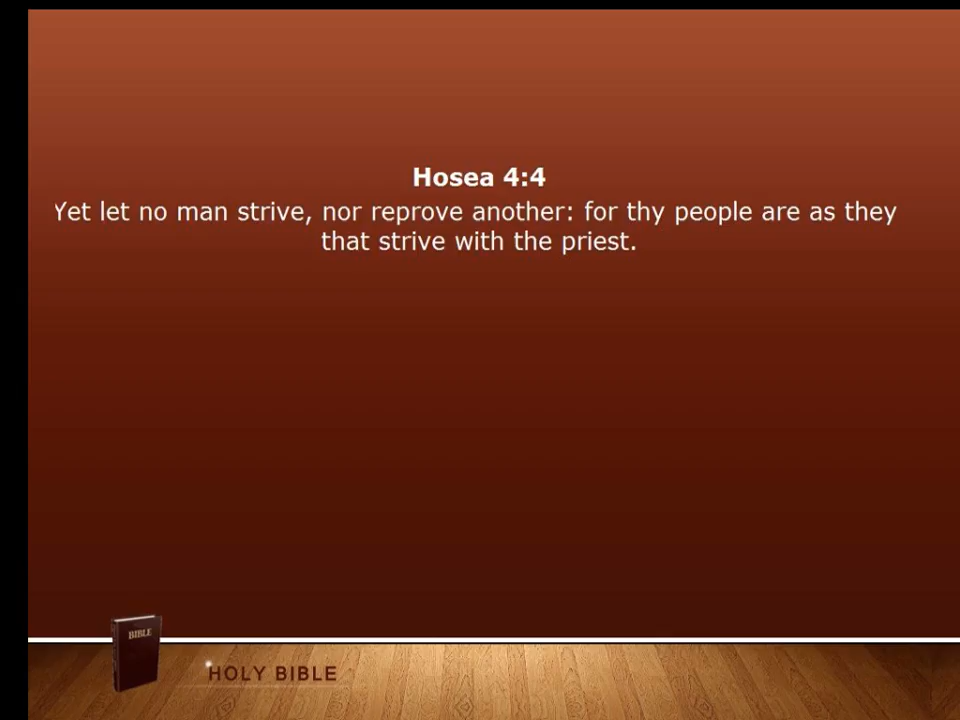 Hosea 4:4
Yet let no man strive, nor reprove another: for thy people are as they
that strive with the priest.
BIBLE
HOLY BIBLE